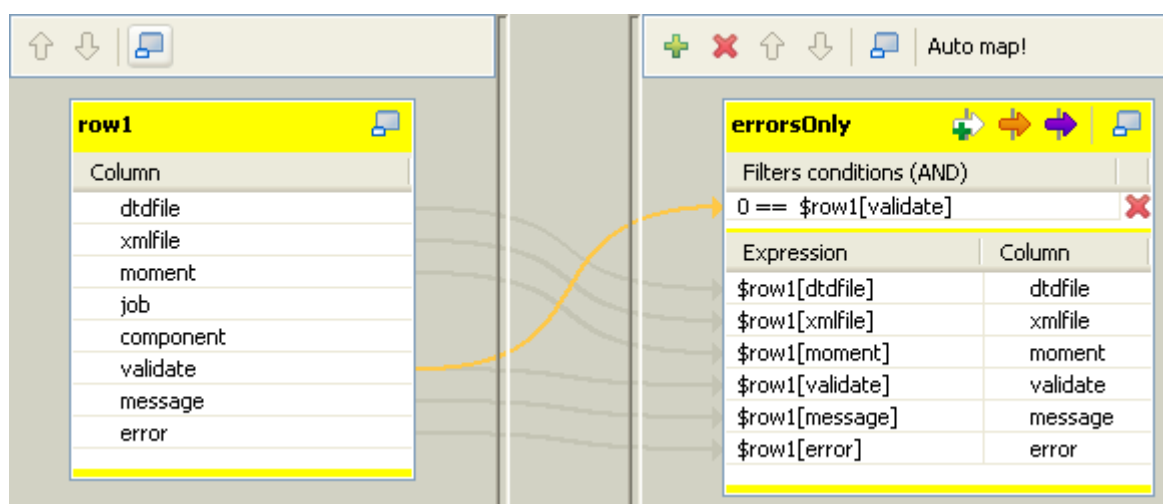 Auto map!
row1
Column
dtdfile
xmlfile
moment
job
component
validate
message
error
errorsOnly
Filters conditions (AND)
0 == $row1[validate]
Expression Column
$row1[dtdfile] dtdfile
$row1[xmlfile] xmlfile
$row1[moment] moment
$row1[validate] validate
$row1[message] message
$row1[error] error